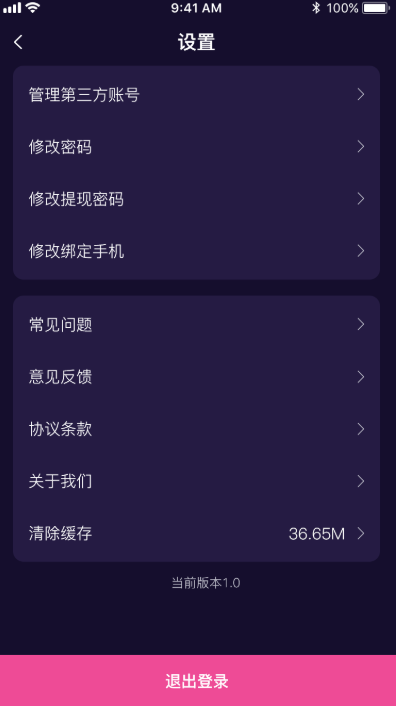 9:41 AM 100%
设置
管理第三方账号
修改密码
修改提现密码
修改绑定手机
常见问题
意见反馈
协议条款
关于我们
清除缓存 36.65M
当前版本1.0
退出登录